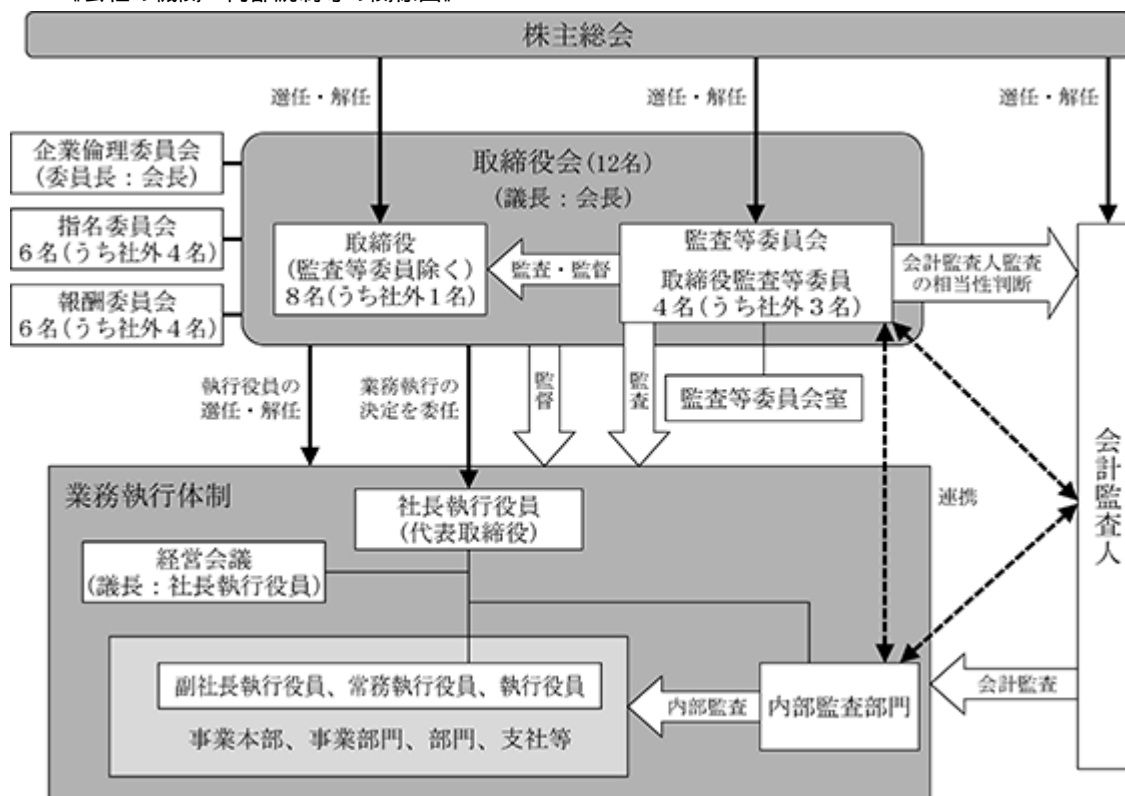 株主総会
選任・解任
選任・解任
選任・解任
企業倫理委員会
(委員長：会長)
指名委員会
6名(うち社外4名)
報酬委員会
6名(うち社外4名)
取締役会(12名)
(議長：会長)
取締役
(監査等委員除く)
8名(うち社外1名)
監査・監督
監査等委員会
取締役監査等委員
4名(うち社外3名)
会計監査人監査
の相当性判断
執行役員の
選任・解任
業務執行の
決定を委任
監督
監査
監査等委員会室
会計監査人
業務執行体制
社長執行役員
(代表取締役)
連携
経営会議
(議長：社長執行役員)
副社長執行役員、常務執行役員、執行役員
事業本部、事業部門、部門、支社等
内部監査
内部監査部門
会計監査